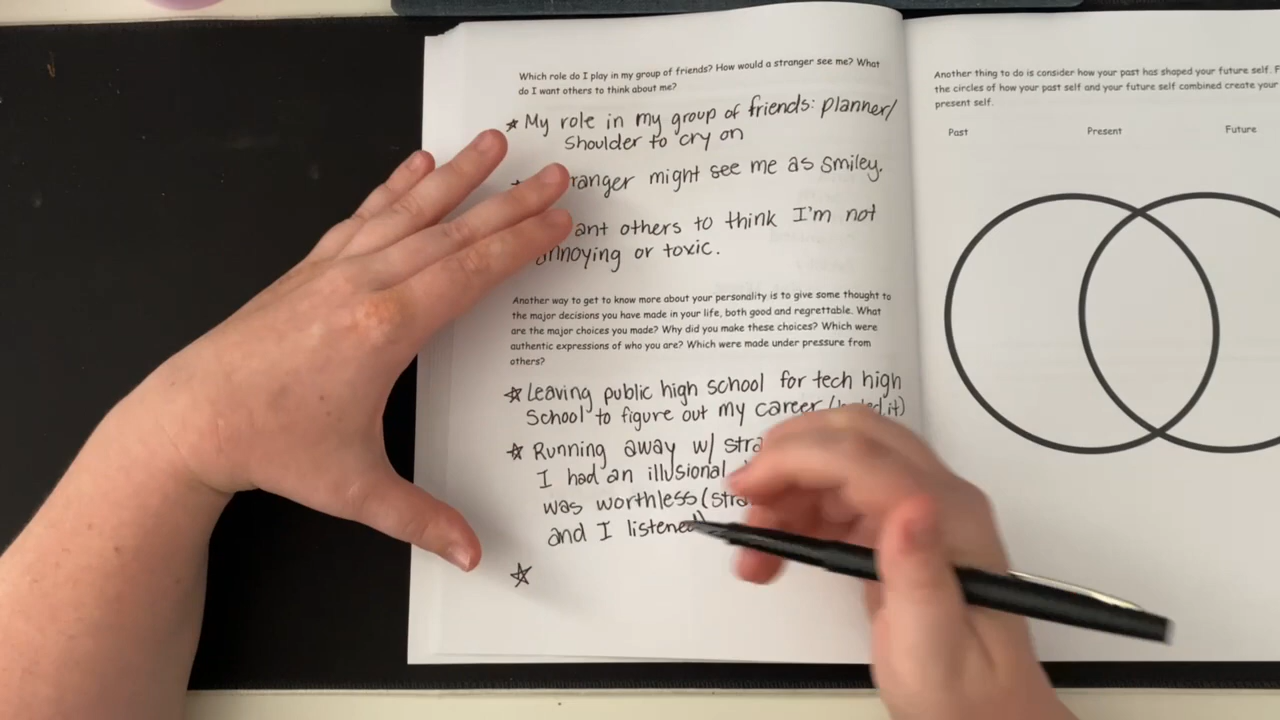 Which role do I play in my group of friends? How would a stranger see me? What
do I want others to think about me?
My role in my group of friends: planner/
shoulder to cry on
might see me as smiley.
others to think I'm not
annoying or toxic.
Another way to get to know more about your personality is to give some thought to
the major decisions you have made in your life, both good and regrettable. What
are the major choices you made? Why did you make these choices? Which were
authentic expressions of who you are? Which were made under pressure from
others?
Leaving public high school for tech high
School to figure out my career
Running away w/
I had an illusional
was worthless
and I listened)
Another thing to do is consider how your past has shaped your future self.
the circles of how your past self and your future self combined create your
present self.
Past Present Future